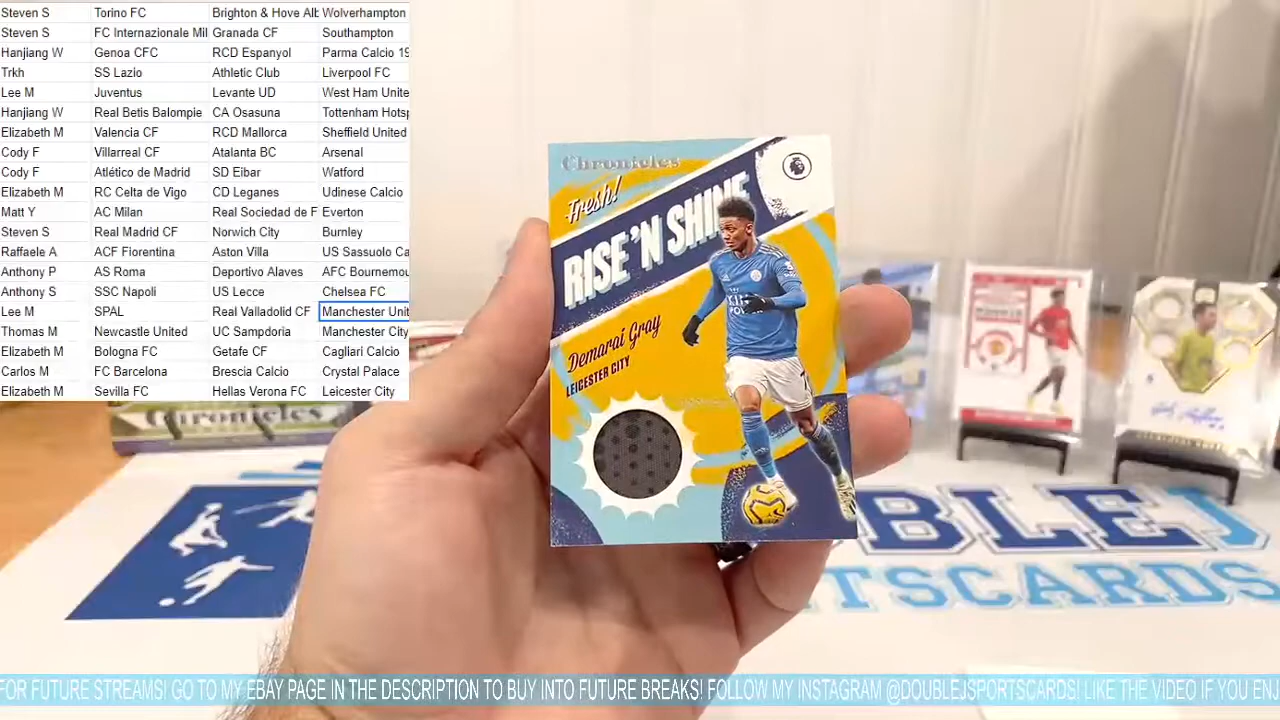 Steven S Torino FC Brighton & Hove Alb Wolverhampton
Steven S FC Internazionale Mil Granada CF Southampton
Hanjiang W Genoa CFC RCD Espanyol Parma Calcio 19
Trkh SS Lazio Athletic Club Liverpool FC
Lee M Juventus Levante UD West Ham Unite
Hanjiang W Real Betis Balompie CA Osasuna Tottenham Hotsp
Elizabeth M Valencia CF RCD Mallorca Sheffield United
Cody F Villarreal CF Atalanta BC Arsenal
Cody F Atlético de Madrid SD Eibar Watford
Elizabeth M RC Celta de Vigo CD Leganes Udinese Calcio
Matt Y AC Milan Real Sociedad de F Everton
Steven S Real Madrid CF Norwich City Burnley
Raffaele A ACF Fiorentina Aston Villa US Sassuolo Ca
Anthony P AS Roma Deportivo Alaves AFC Bournemou
Anthony S SSC Napoli US Lecce Chelsea FC
Lee M SPAL Real Valladolid CF Manchester Unit
Thomas M Newcastle United UC Sampdoria Manchester City
Elizabeth M Bologna FC Getafe CF Cagliari Calcio
Carlos M FC Barcelona Brescia Calcio Crystal Palace
Elizabeth M Sevilla FC Hellas Verona FC Leicester City
Chronicles
Fresh!
RISE 'N SHINE
Demarai Gray
LEICESTER CITY
Chronicles
BLE J
TSCARDS
FOR FUTURE STREAMS! GO TO MY EBAY PAGE IN THE DESCRIPTION TO BUY INTO FUTURE BREAKS! FOLLOW MY INSTAGRAM @DOUBLEJSPORTSCARDS! LIKE THE VIDEO IF YOU ENJ